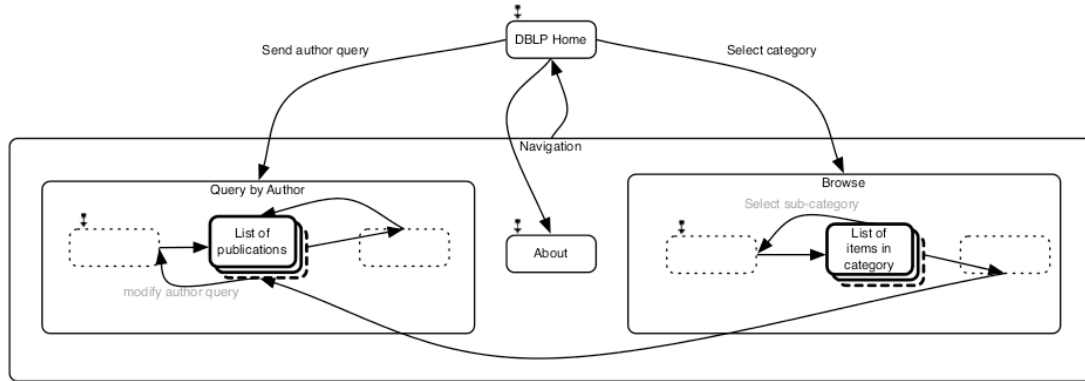 DBLP Home
Send author query
Select category
Navigation
Query by Author
Browse
Select sub-category
List of
publications
About
List of
items in
category
modify author query